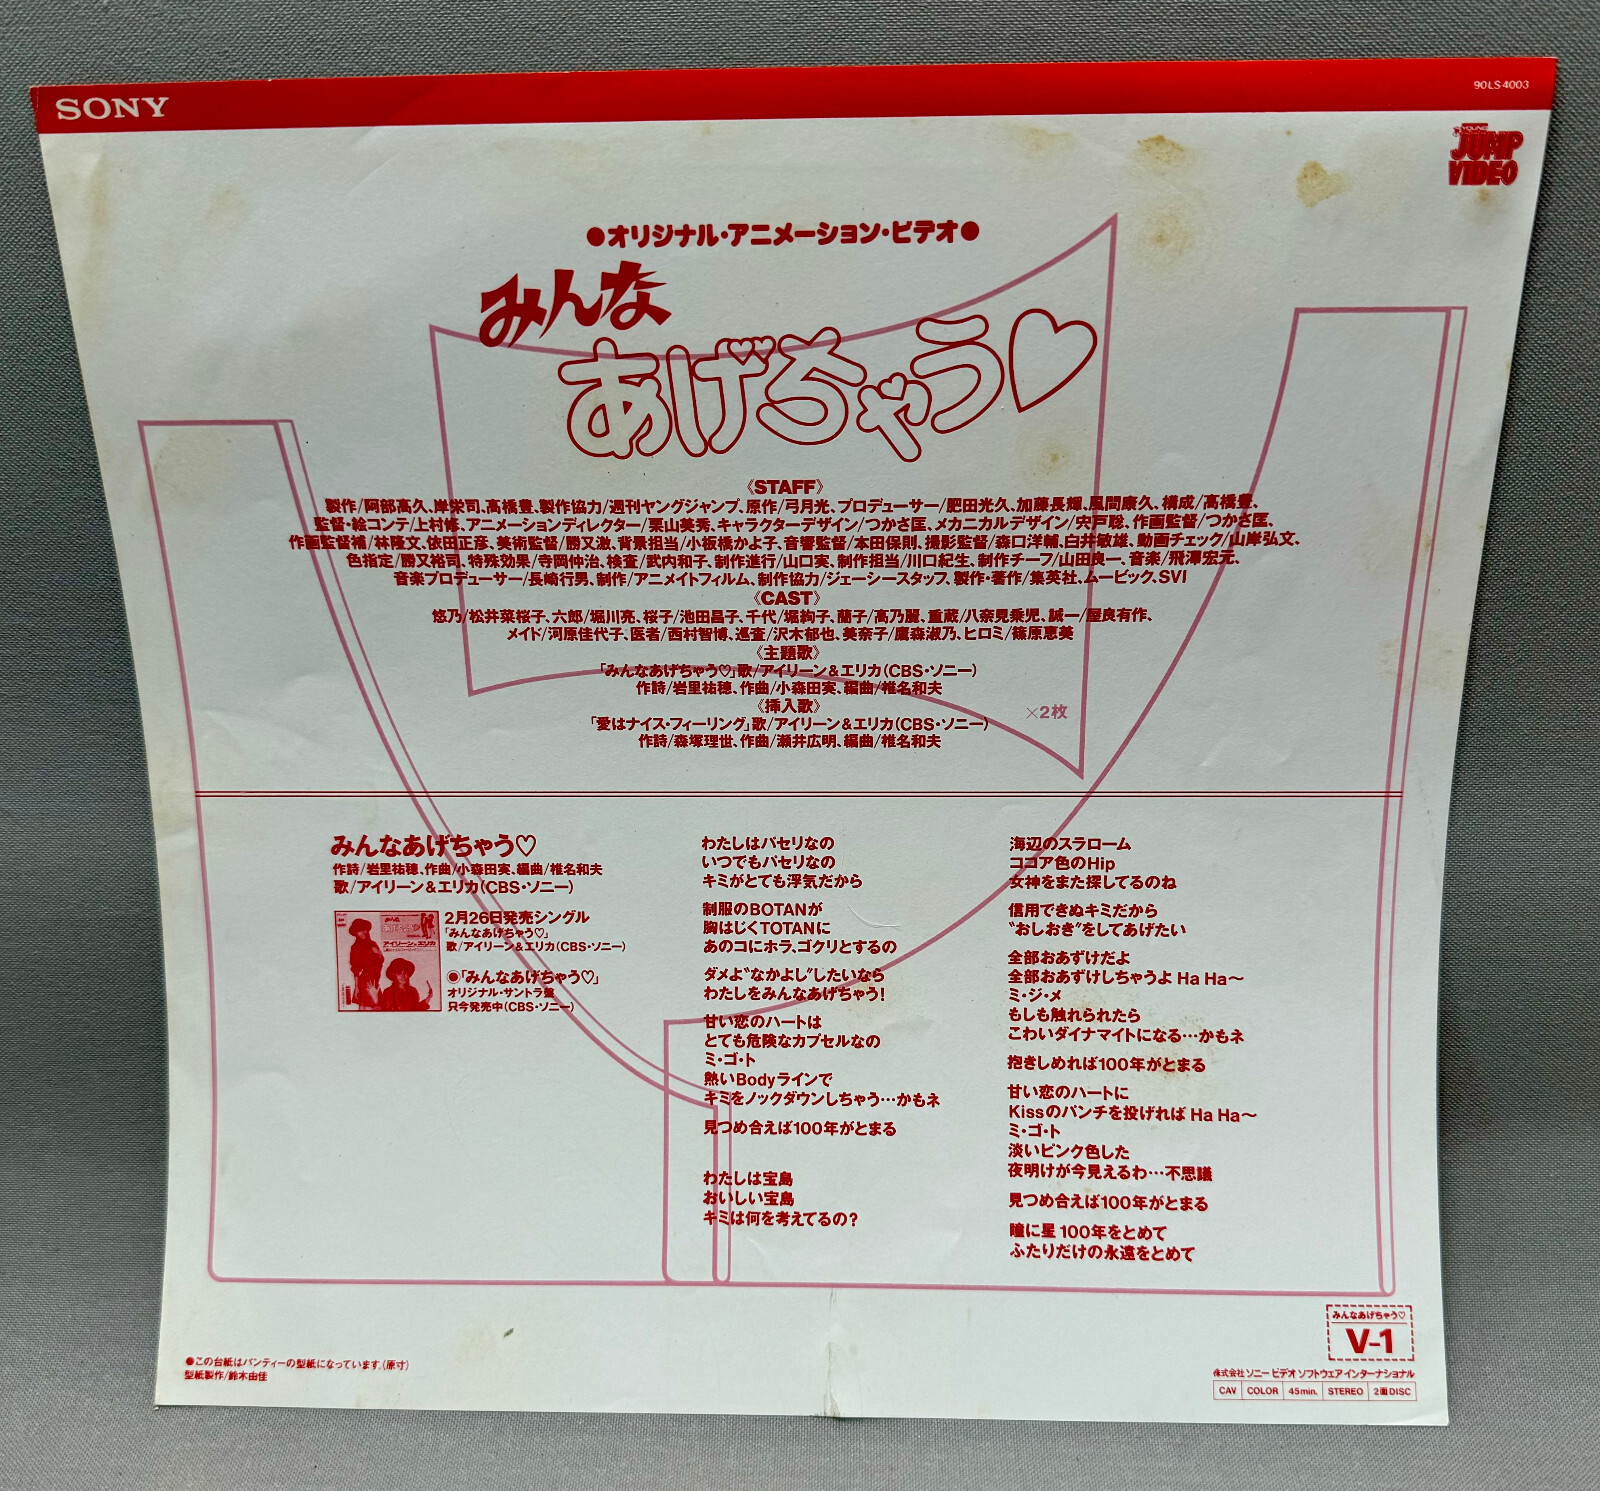 SONY
90LS4003
YOUNG
JUMP
VIDEO
●オリジナル・アニメーション・ビデオ●
みんな
あげちゃう♡
《STAFF》
製作/阿部高久、岸栄司、高橋豊、製作協力/週刊ヤングジャンプ、原作/弓月光、プロデューサー/肥田光久、加藤長輝、風間康久、構成/高橋豊、
監督・絵コンテ/上村修、アニメーションディレクター/栗山美秀、キャラクターデザイン/つかさ匡、メカニカルデザイン/宍戸聡、作画監督/つかさ匡、
作画監督補/林隆文、依田正彦、美術監督/勝又激、背景担当/小板橋かよ子、音響監督/本田保則、撮影監督/森口洋輔、白井敏雄、動画チェック/山岸弘文、
色指定/勝又裕司、特殊効果/寺岡伸治、検査/武内和子、制作進行/山口実、制作担当/川口紀生、制作チーフ/山田良一、音楽/飛澤宏元、
音楽プロデューサー/長崎行男、制作/アニメイトフィルム、制作協力/ジェーシースタッフ、製作・著作/集英社、ムービック、SVI
《CAST》
悠乃/松井菜桜子、六郎/堀川亮、桜子/池田昌子、千代/堀絢子、蘭子/高乃麗、重蔵/八奈見乗児、誠一/屋良有作、
メイド/河原佳代子、医者/西村智博、巡査/沢木郁也、美奈子/鷹森淑乃、ヒロミ/篠原恵美
《主題歌》
「みんなあげちゃう♡」歌/アイリーン&エリカ(CBS・ソニー)
作詩/岩里祐穂、作曲/小森田実、編曲/椎名和夫
《挿入歌》
「愛はナイス・フィーリング」歌/アイリーン&エリカ(CBS・ソニー)
作詩/森塚理世、作曲/瀬井広明、編曲/椎名和夫
×2枚
みんなあげちゃう♡
作詩/岩里祐穂、作曲/小森田実、編曲/椎名和夫
歌/アイリーン&エリカ(CBS・ソニー)
アイリーン&エリカ
2月26日発売シングル
「みんなあげちゃう♡」
歌/アイリーン&エリカ(CBS・ソニー)
◉「みんなあげちゃう♡」
オリジナル・サントラ盤
只今発売中(CBS・ソニー)
わたしはパセリなの
いつでもパセリなの
キミがとても浮気だから
制服のBOTANが
胸はじくTOTANに
あのコにホラ、ゴクリとするの
ダメよ“なかよし”したいなら
わたしをみんなあげちゃう!
甘い恋のハートは
とても危険なカプセルなの
ミ・ゴ・ト
熱いBodyラインで
キミをノックダウンしちゃう…かもネ
見つめ合えば100年がとまる
わたしは宝島
おいしい宝島
キミは何を考えてるの?
海辺のスラローム
ココア色のHip
女神をまた探してるのね
信用できぬキミだから
“おしおき”をしてあげたい
全部おあずけだよ
全部おあずけしちゃうよ Ha Ha〜
ミ・ジ・メ
もしも触れられたら
こわいダイナマイトになる…かもネ
抱きしめれば100年がとまる
甘い恋のハートに
Kissのパンチを投げれば Ha Ha〜
ミ・ゴ・ト
淡いピンク色した
夜明けが今見えるわ…不思議
見つめ合えば100年がとまる
瞳に星 100年をとめて
ふたりだけの永遠をとめて
みんなあげちゃう♡
V-1
●この台紙はパンティーの型紙になっています。(原寸)
型紙製作/鈴木由佳
株式会社 ソニー ビデオ ソフトウェア インターナショナル
CAV COLOR 45min. STEREO 2面DISC